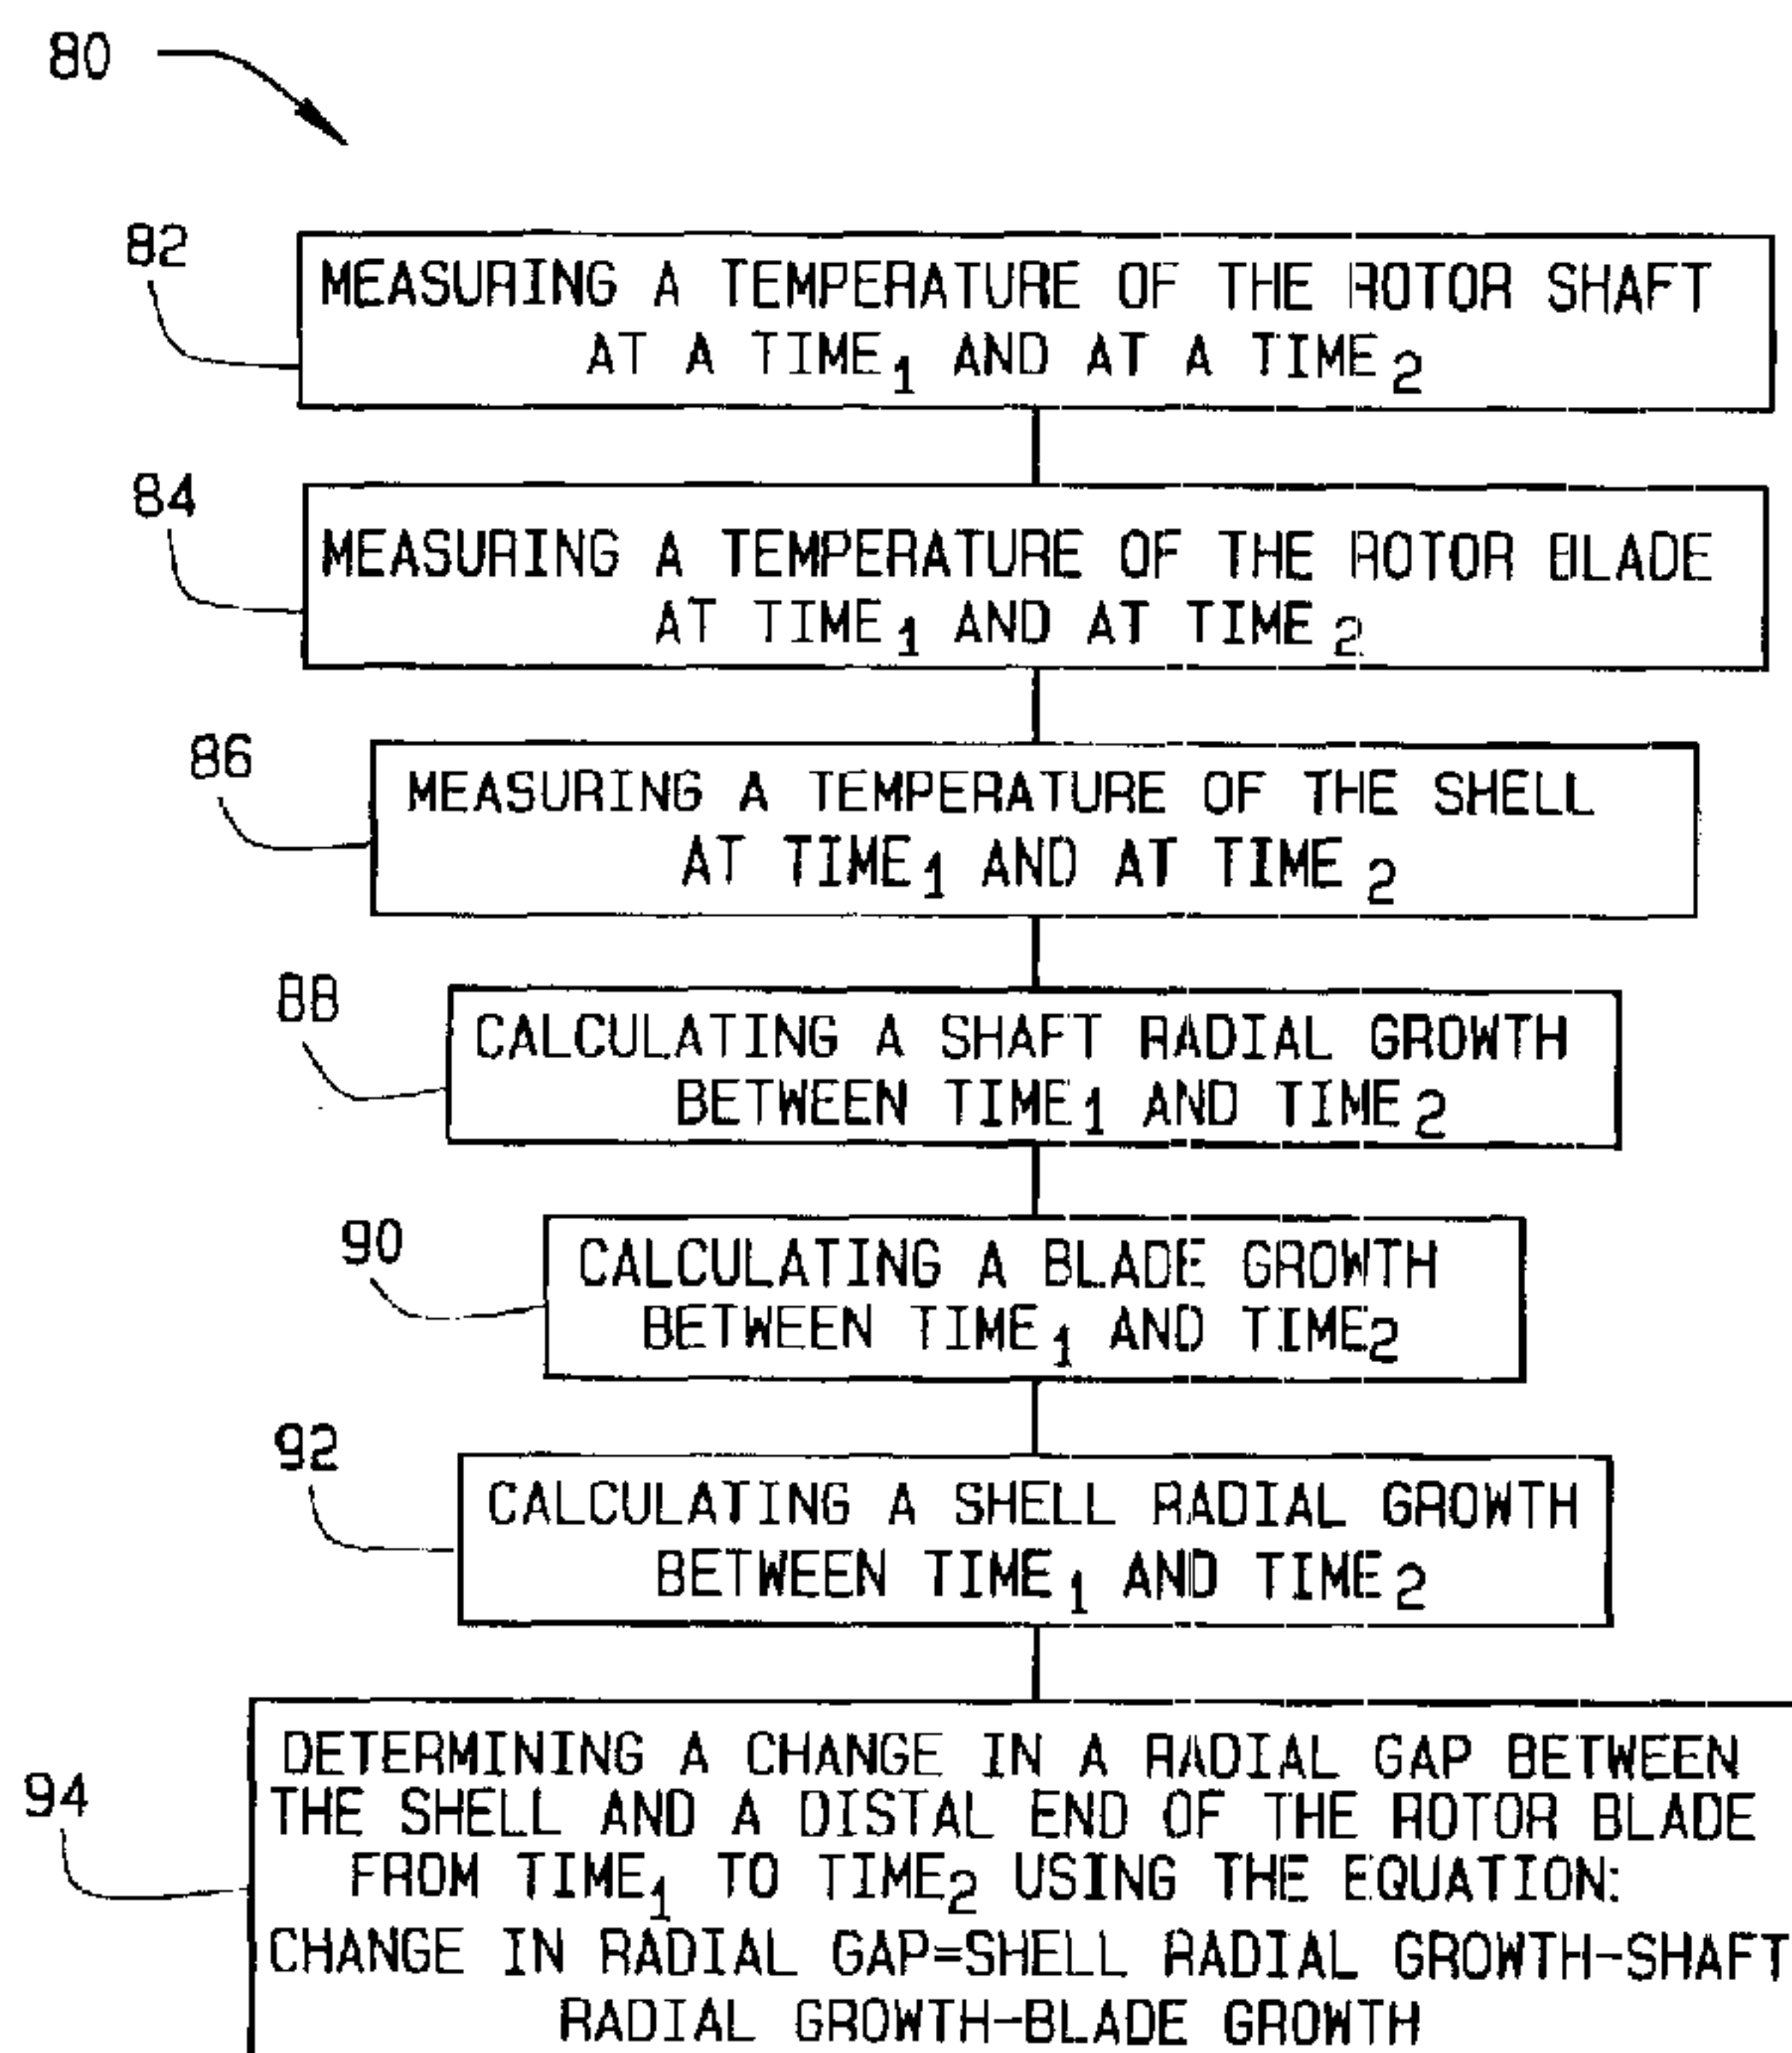 80
82
MEASURING A TEMPERATURE OF THE ROTOR SHAFT
AT A TIME₁ AND AT A TIME₂
84
MEASURING A TEMPERATURE OF THE ROTOR BLADE
AT TIME₁ AND AT TIME₂
86
MEASURING A TEMPERATURE OF THE SHELL
AT TIME₁ AND AT TIME₂
88
CALCULATING A SHAFT RADIAL GROWTH
BETWEEN TIME₁ AND TIME₂
90
CALCULATING A BLADE GROWTH
BETWEEN TIME₁ AND TIME₂
92
CALCULATING A SHELL RADIAL GROWTH
BETWEEN TIME₁ AND TIME₂
94
DETERMINING A CHANGE IN A RADIAL GAP BETWEEN
THE SHELL AND A DISTAL END OF THE ROTOR BLADE
FROM TIME₁ TO TIME₂ USING THE EQUATION:
CHANGE IN RADIAL GAP=SHELL RADIAL GROWTH-SHAFT
RADIAL GROWTH-BLADE GROWTH